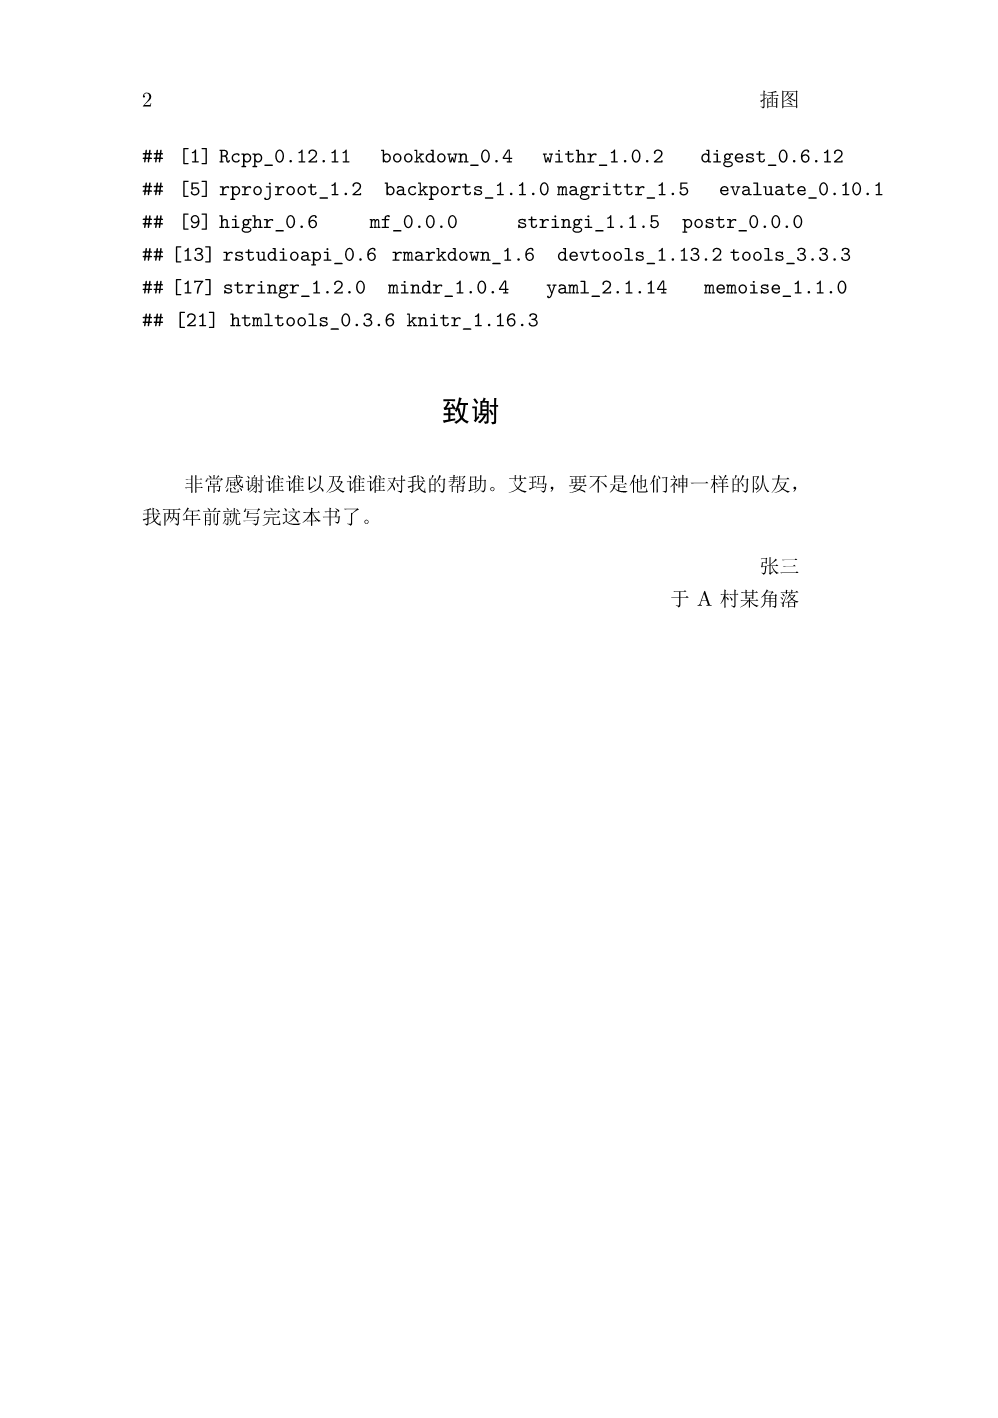 2 插图
## [1] Rcpp_0.12.11 bookdown_0.4 withr_1.0.2 digest_0.6.12
## [5] rprojroot_1.2 backports_1.1.0 magrittr_1.5 evaluate_0.10.1
## [9] highr_0.6 mf_0.0.0 stringi_1.1.5 postr_0.0.0
## [13] rstudioapi_0.6 rmarkdown_1.6 devtools_1.13.2 tools_3.3.3
## [17] stringr_1.2.0 mindr_1.0.4 yaml_2.1.14 memoise_1.1.0
## [21] htmltools_0.3.6 knitr_1.16.3
致谢
非常感谢谁谁以及谁谁对我的帮助。艾玛，要不是他们神一样的队友，
我两年前就写完这本书了。
张三
于 A 村某角落